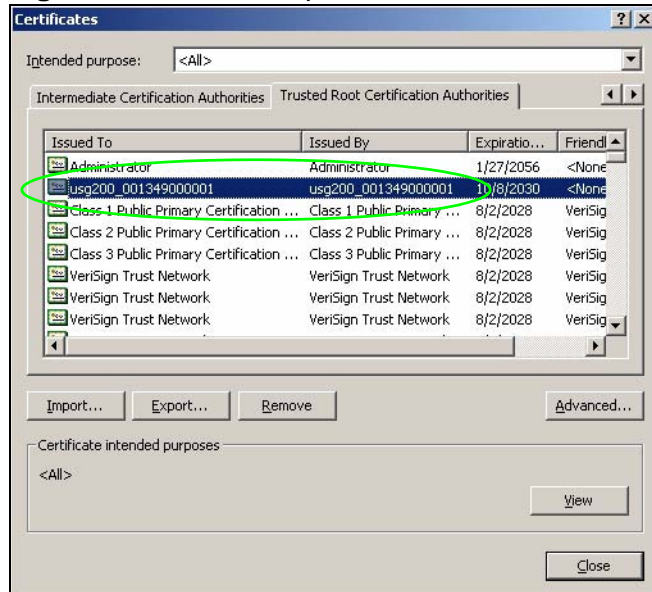 Certificates
Intended purpose: <All>
Intermediate Certification Authorities Trusted Root Certification Authorities
Issued To Issued By Expiratio... Friendl
Administrator Administrator 1/27/2056 <None
usg200_001349000001 usg200_001349000001 10/8/2030 <None
Class 1 Public Primary Certification ... Class 1 Public Primary ... 8/2/2028 VeriSig
Class 2 Public Primary Certification ... Class 2 Public Primary ... 8/2/2028 VeriSig
Class 3 Public Primary Certification ... Class 3 Public Primary ... 8/2/2028 VeriSig
VeriSign Trust Network VeriSign Trust Network 8/2/2028 VeriSig
VeriSign Trust Network VeriSign Trust Network 8/2/2028 VeriSig
VeriSign Trust Network VeriSign Trust Network 8/2/2028 VeriSig
Import... Export... Remove Advanced...
Certificate intended purposes
<All>
View
Close